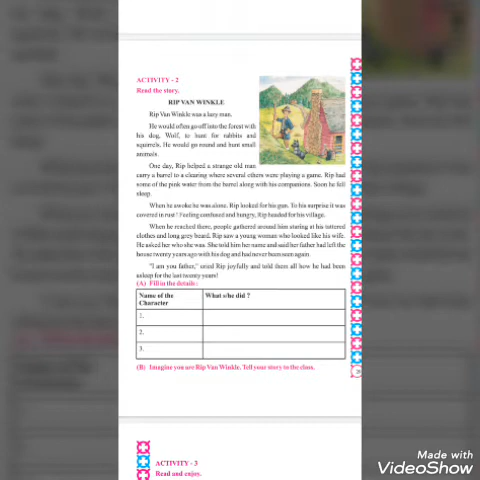 ACTIVITY - 2
Read the story.
RIP VAN WINKLE
Rip Van Winkle was a lazy man.
He would often go off into the forest with
his dog, Wolf, to hunt for rabbits and
squirrels. He would go round and hunt small
animals.
One day, Rip helped a strange old man
carry a barrel to a clearing where several others were playing a game. Rip had
some of the pink water from the barrel along with his companions. Soon he fell
sleep.
When he awoke he was alone. Rip looked for his gun. To his surprise it was
covered in rust ! Feeling confused and hungry, Rip headed for his village.
When he reached there, people gathered around him staring at his tattered
clothes and long grey beard. Rip saw a young woman who looked like his wife.
He asked her who she was. She told him her name and said her father had left the
house twenty years ago with his dog and had never been seen again.
"I am you father," cried Rip joyfully and told them all how he had been
asleep for the last twenty years!
(A) Fill in the details :
Name of the What s/he did ?
Character
1.
2.
3.
(B) Imagine you are Rip Van Winkle. Tell your story to the class.
ACTIVITY - 3
Read and enjoy.
Made with
VideoShow